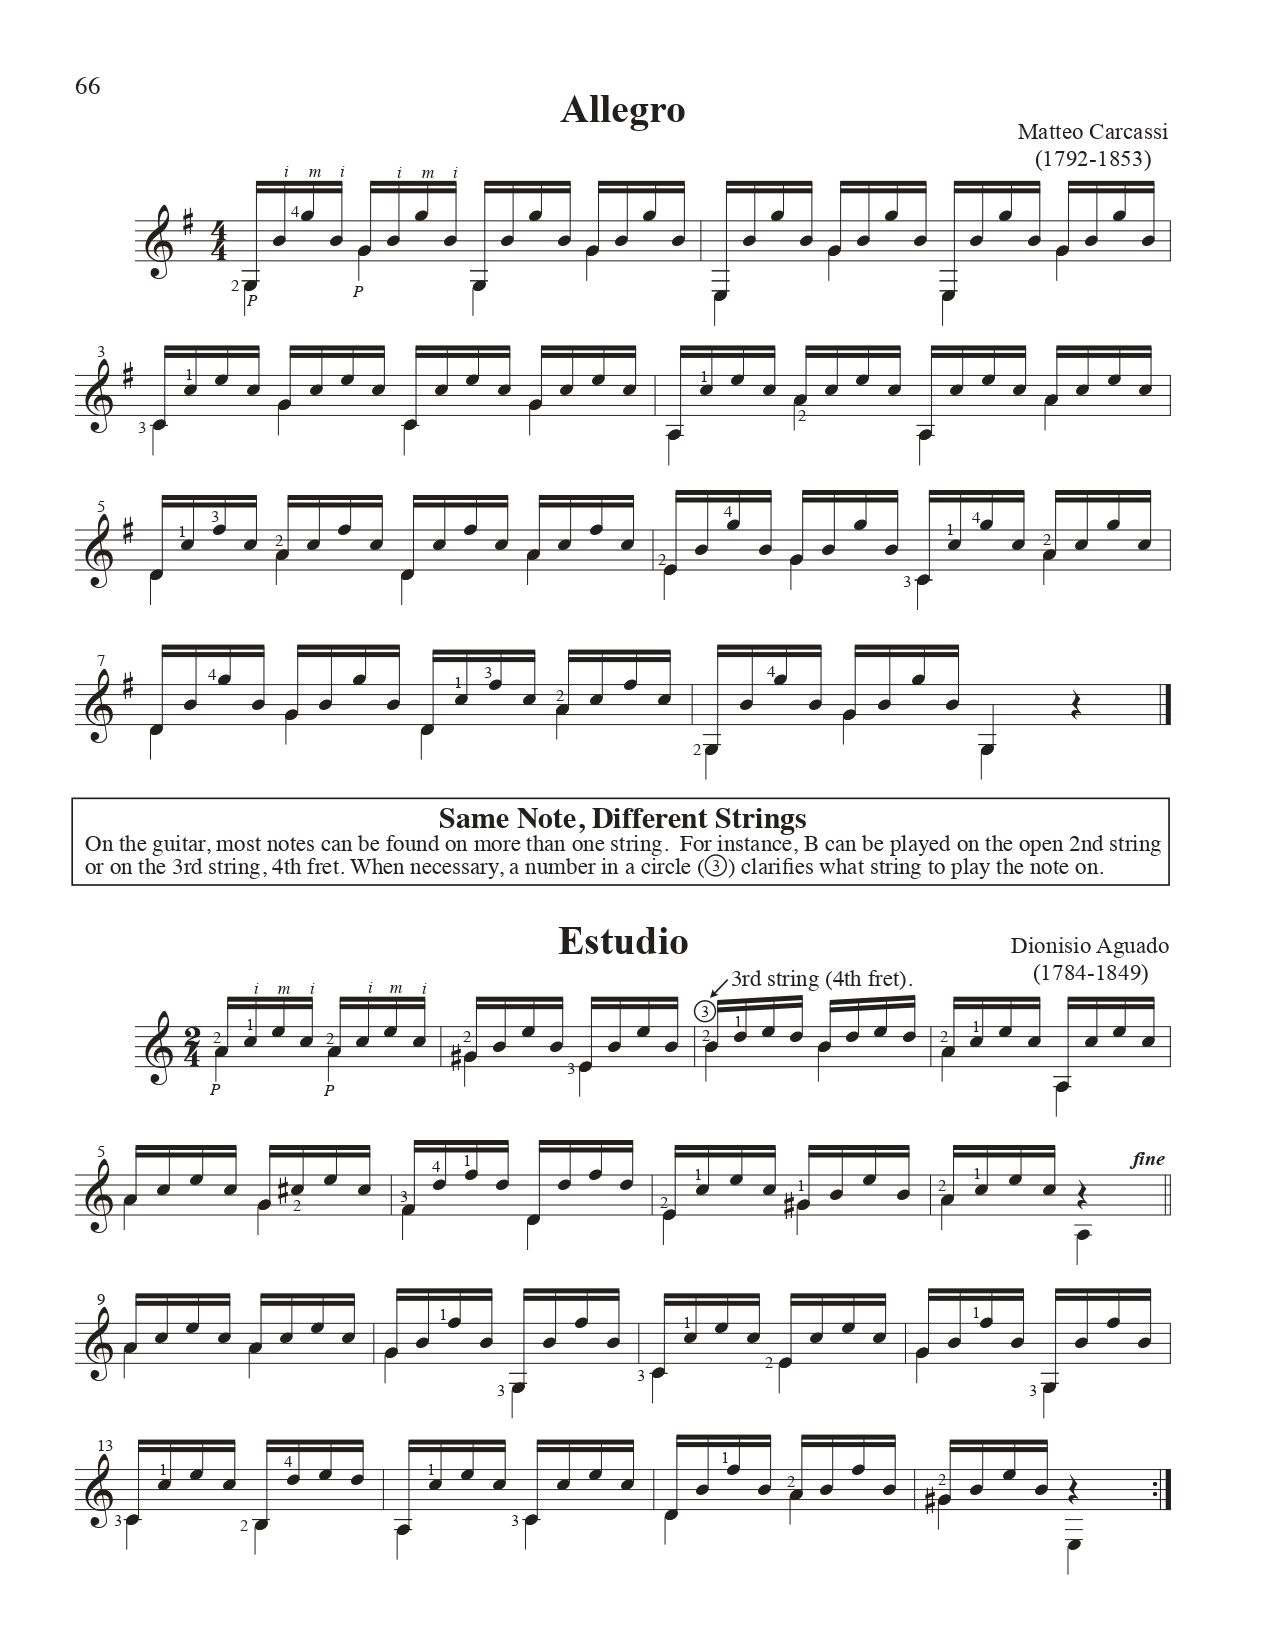 66
Allegro
Matteo Carcassi
(1792-1853)
i m i i m i
4
2
P P
3
1 1
3 2
5
1 3 2 4 1 4 2
2 3
7
4 1 3 2 4
2
Same Note, Different Strings
On the guitar, most notes can be found on more than one string. For instance, B can be played on the open 2nd string
or on the 3rd string, 4th fret. When necessary, a number in a circle (③) clarifies what string to play the note on.
Estudio
Dionisio Aguado
(1784-1849)
3rd string (4th fret).
i m i i m i
③
2 1 2 2 3 2 1 2 1
P P
5
fine
2 3 4 1 2 1 1 2 1
9
1 3 3 1 2 1 3
13
3 1 2 4 1 3 1 2 2